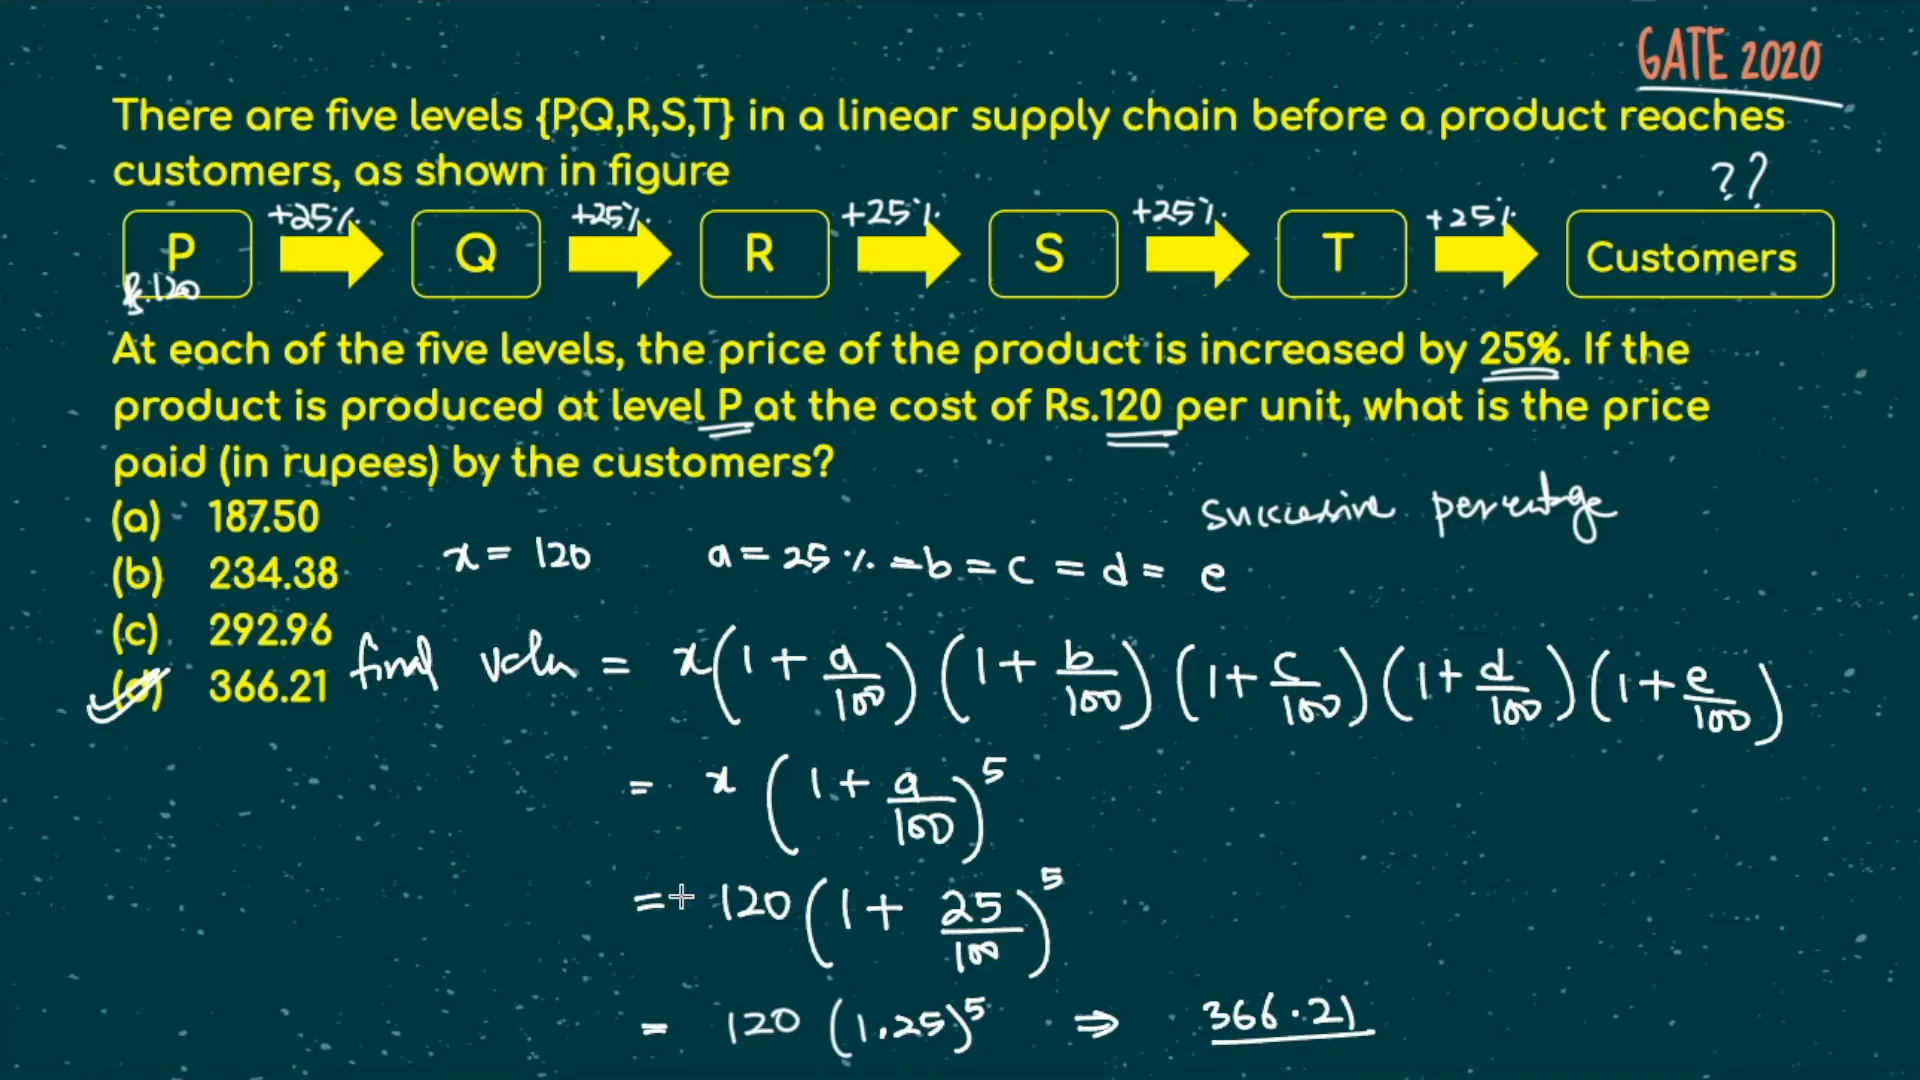 GATE 2020
There are five levels {P,Q,R,S,T} in a linear supply chain before a product reaches
customers, as shown in figure
??
+25% +25% +25% +25% +25%
P Q R S T Customers
Rs.120
At each of the five levels, the price of the product is increased by 25%. If the
product is produced at level P at the cost of Rs.120 per unit, what is the price
paid (in rupees) by the customers?
(a) 187.50
successive percentage
(b) 234.38
x = 120 a = 25% = b = c = d = e
(c) 292.96
(d) 366.21
final value = x(1 + a/100)(1 + b/100)(1 + c/100)(1 + d/100)(1 + e/100)
= x (1 + a/100)^5
= 120 (1 + 25/100)^5
= 120 (1.25)^5 ⇒ 366.21